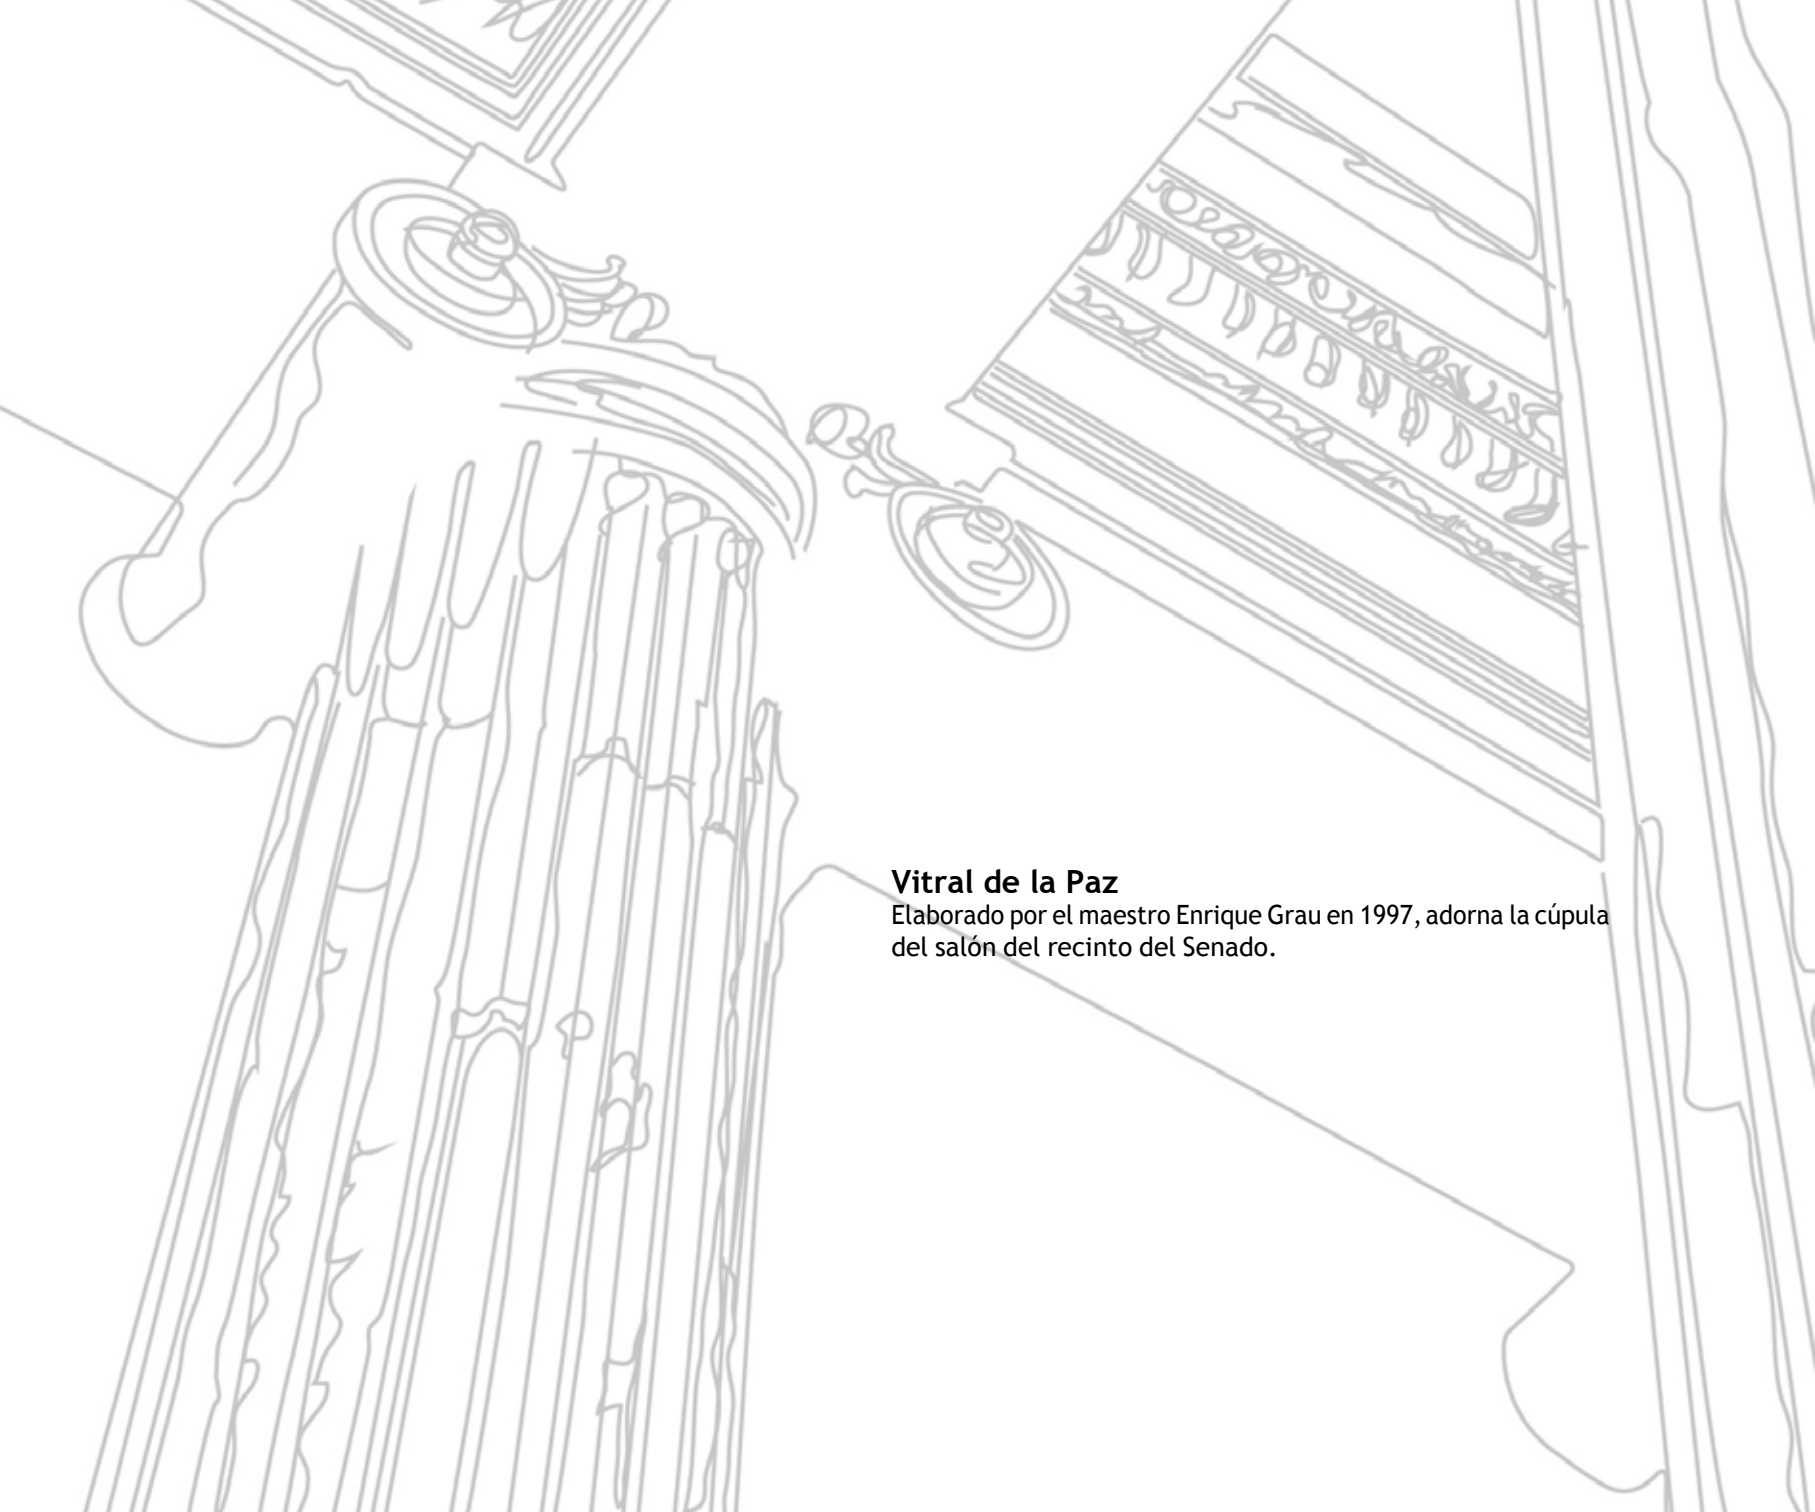 Vitral de la Paz
Elaborado por el maestro Enrique Grau en 1997, adorna la cúpula
del salón del recinto del Senado.